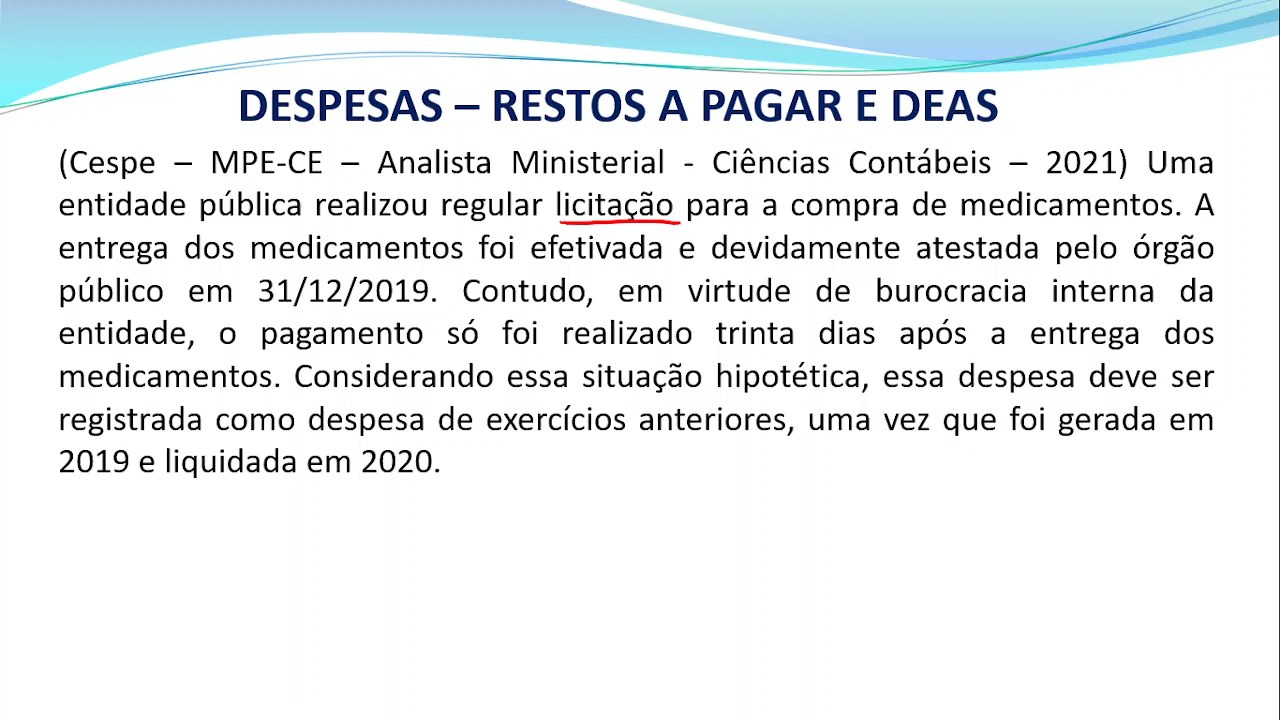 DESPESAS – RESTOS A PAGAR E DEAS
(Cespe – MPE-CE – Analista Ministerial - Ciências Contábeis – 2021) Uma
entidade pública realizou regular licitação para a compra de medicamentos. A
entrega dos medicamentos foi efetivada e devidamente atestada pelo órgão
público em 31/12/2019. Contudo, em virtude de burocracia interna da
entidade, o pagamento só foi realizado trinta dias após a entrega dos
medicamentos. Considerando essa situação hipotética, essa despesa deve ser
registrada como despesa de exercícios anteriores, uma vez que foi gerada em
2019 e liquidada em 2020.